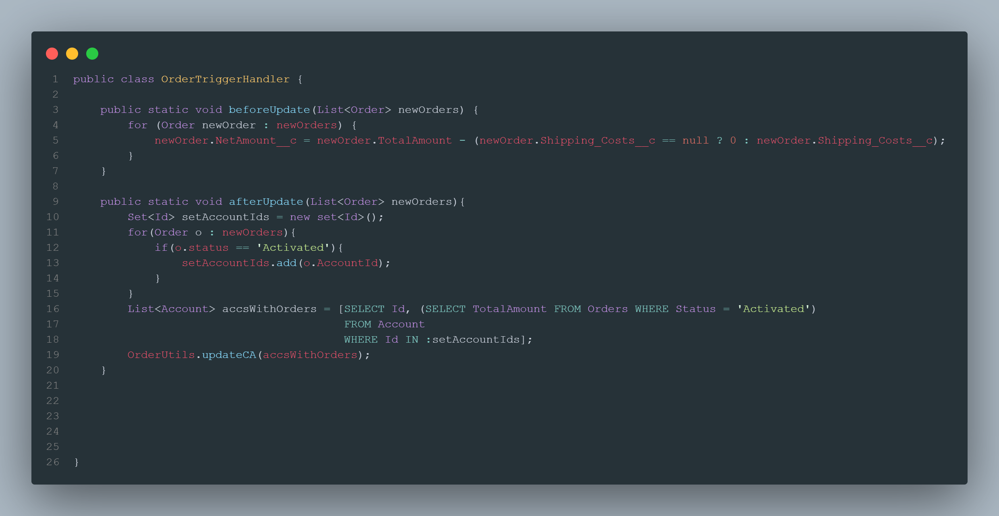 1 public class OrderTriggerHandler {
2
3     public static void beforeUpdate(List<Order> newOrders) {
4         for (Order newOrder : newOrders) {
5             newOrder.NetAmount__c = newOrder.TotalAmount - (newOrder.Shipping_Costs__c == null ? 0 : newOrder.Shipping_Costs__c);
6         }
7     }
8
9     public static void afterUpdate(List<Order> newOrders){
10         Set<Id> setAccountIds = new set<Id>();
11         for(Order o : newOrders){
12             if(o.status == 'Activated'){
13                 setAccountIds.add(o.AccountId);
14             }
15         }
16         List<Account> accsWithOrders = [SELECT Id, (SELECT TotalAmount FROM Orders WHERE Status = 'Activated')
17                                         FROM Account
18                                         WHERE Id IN :setAccountIds];
19         OrderUtils.updateCA(accsWithOrders);
20     }
21
22
23
24
25
26 }